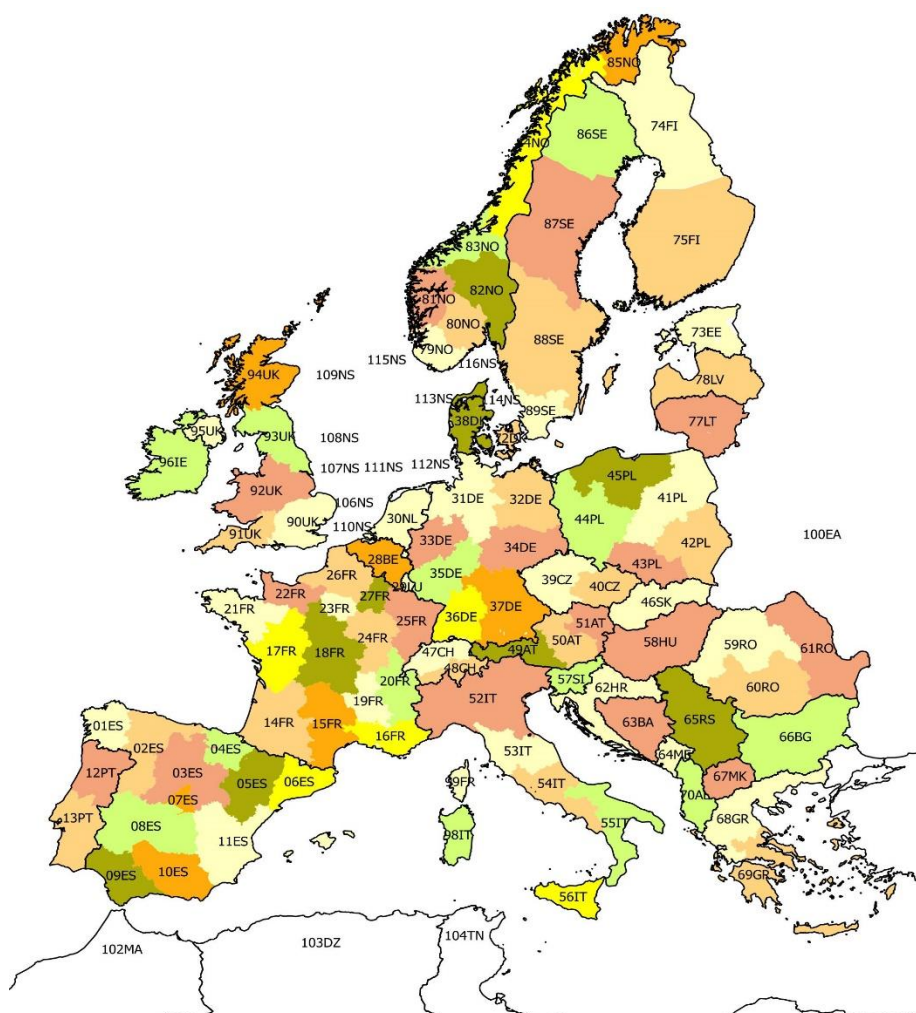 85NO
74FI
86SE
4NO
87SE
75FI
83NO
82NO
81NO
80NO
88SE
79NO
73EE
115NS
116NS
94UK
109NS
78LV
113NS
114NS
89SE
77LT
38DK
95UK
93UK
108NS
96IE
107NS
111NS
112NS
45PL
92UK
31DE
32DE
41PL
106NS
90UK
30NL
44PL
91UK
110NS
33DE
34DE
42PL
100EA
28BE
43PL
26FR
35DE
39CZ
40CZ
22FR
27FR
21FR
23FR
46SK
25FR
36DE
37DE
24FR
51AT
50AT
58HU
17FR
18FR
49AT
47CH
59RO
61RO
48CH
20FR
57SI
60RO
19FR
62HR
52IT
65RS
01ES
14FR
15FR
63BA
66BG
16FR
02ES
04ES
53IT
64ME
12PT
03ES
67MK
05ES
06ES
99FR
54IT
07ES
70AL
13PT
08ES
55IT
68GR
11ES
98IT
09ES
10ES
69GR
56IT
102MA
103DZ
104TN